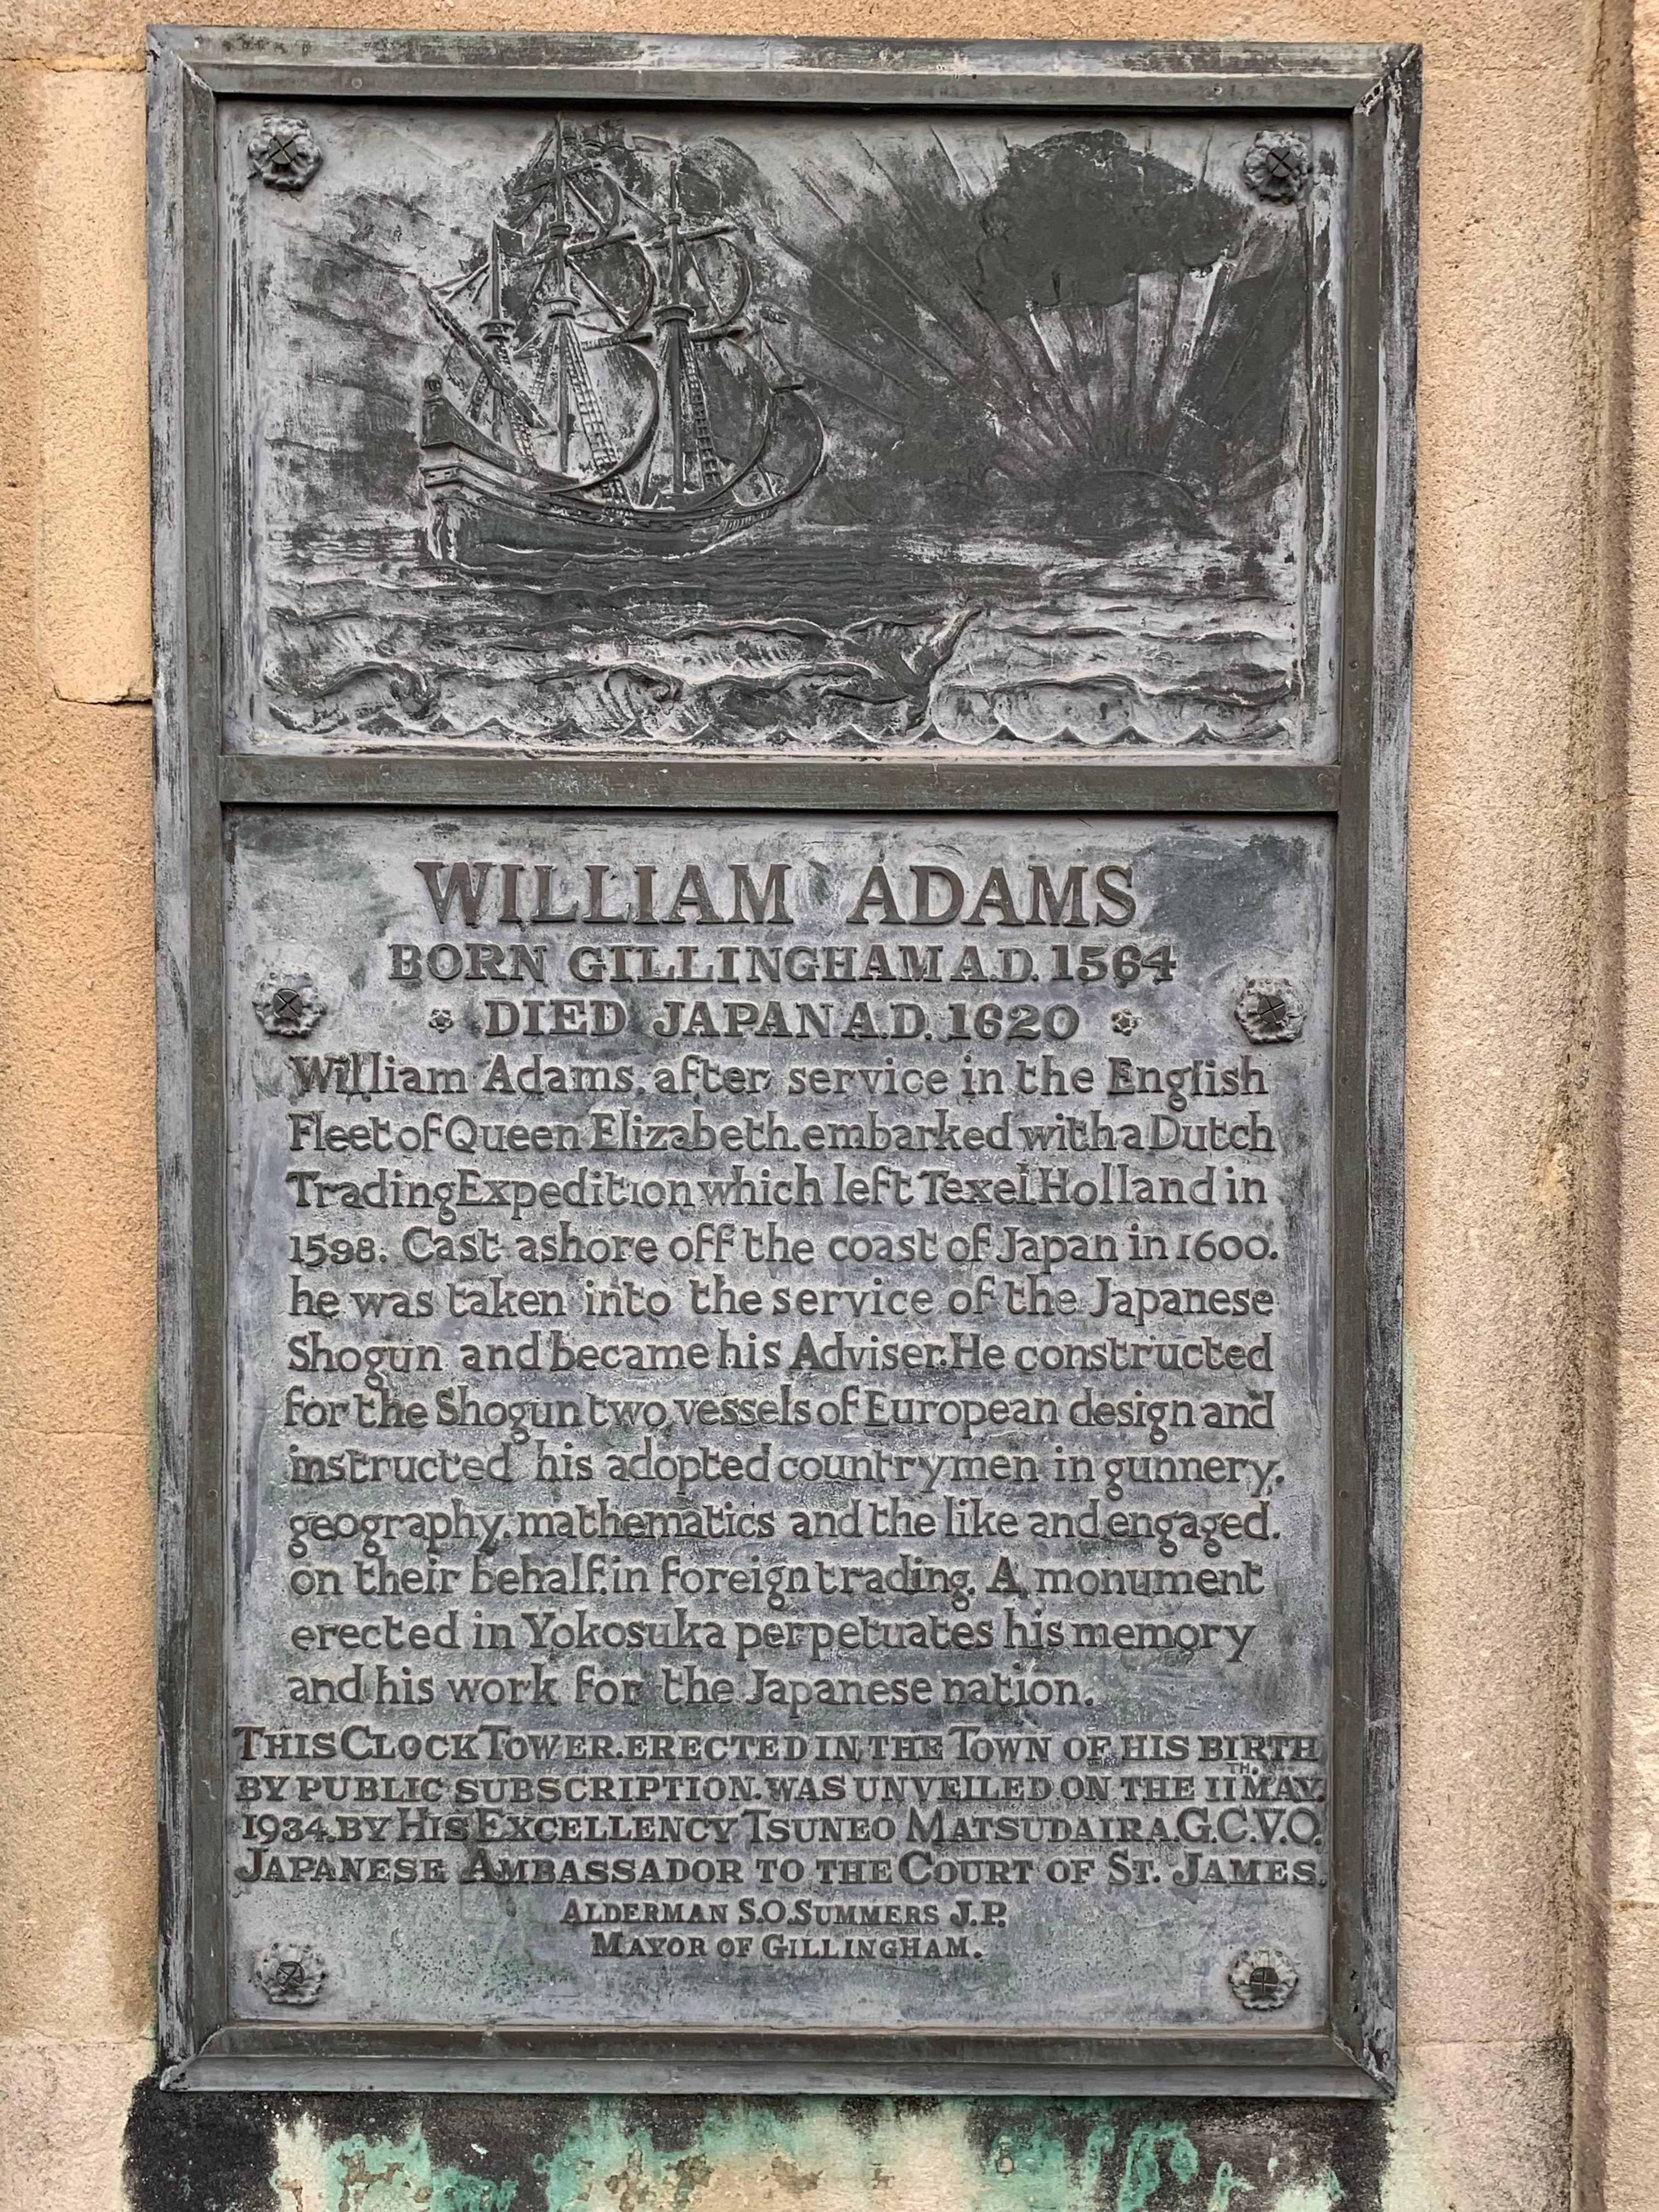 WILLIAM ADAMS
BORN GILLINGHAM A.D. 1564
DIED JAPAN A.D. 1620
William Adams, after service in the English
Fleet of Queen Elizabeth, embarked with a Dutch
Trading Expedition which left Texel Holland in
1598. Cast ashore off the coast of Japan in 1600.
he was taken into the service of the Japanese
Shogun and became his Adviser. He constructed
for the Shogun two vessels of European design and
instructed his adopted countrymen in gunnery,
geography, mathematics and the like and engaged.
on their behalf, in foreign trading. A monument
erected in Yokosuka perpetuates his memory
and his work for the Japanese nation.
THIS CLOCK TOWER, ERECTED IN THE TOWN OF HIS BIRTH
BY PUBLIC SUBSCRIPTION, WAS UNVEILED ON THE 11TH. MAY,
1934, BY HIS EXCELLENCY TSUNEO MATSUDAIRA. G.C.V.O.
JAPANESE AMBASSADOR TO THE COURT OF ST. JAMES.
ALDERMAN S.O. SUMMERS J.P.
MAYOR OF GILLINGHAM.